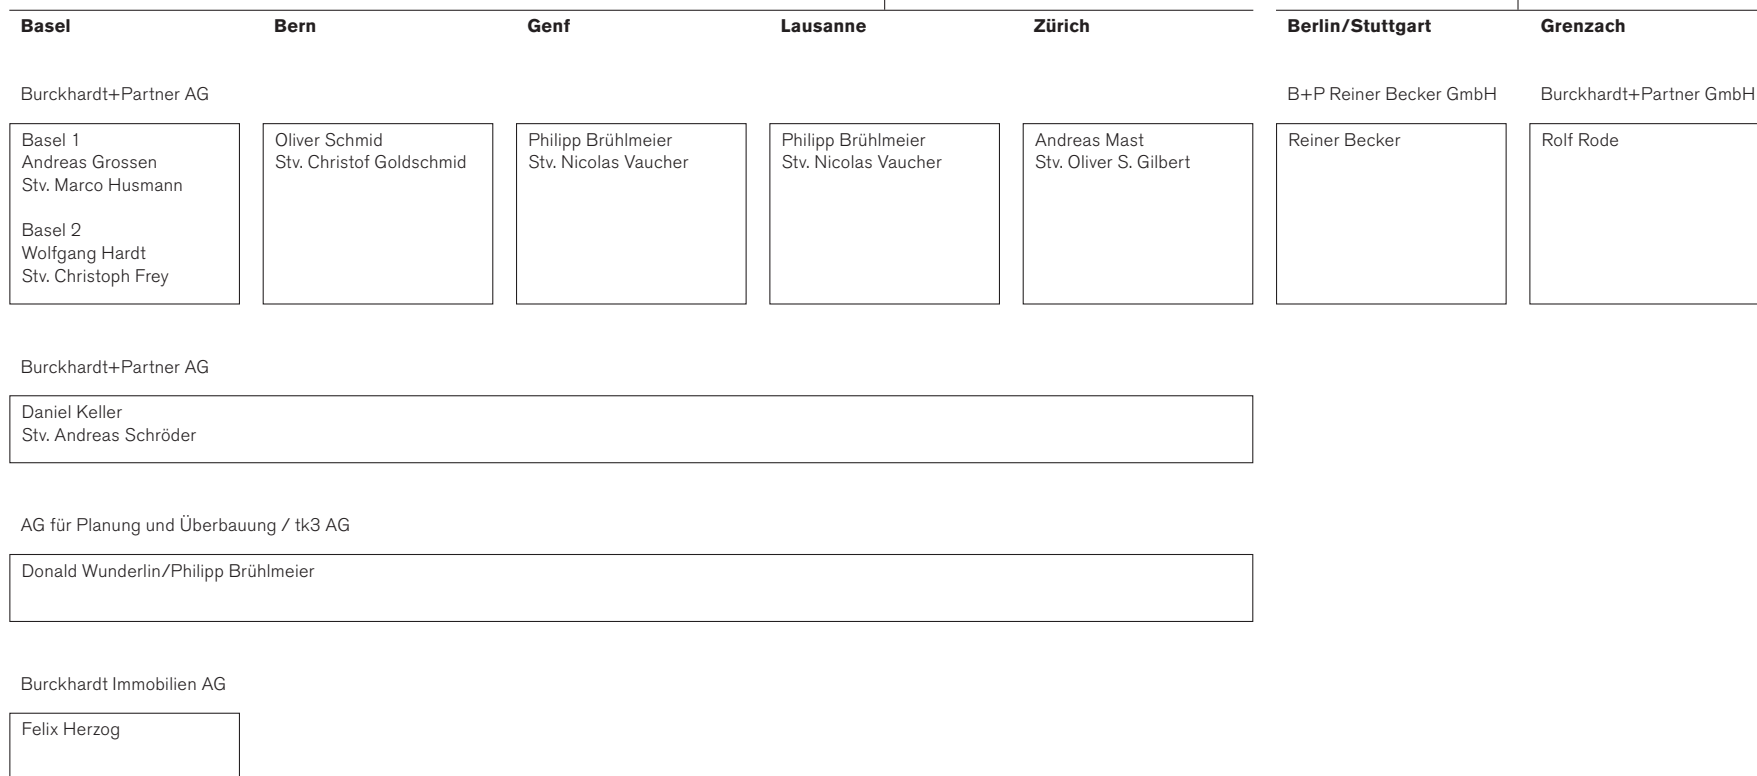 Basel
Bern
Genf
Lausanne
Zürich
Berlin/Stuttgart
Grenzach
Burckhardt+Partner AG
B+P Reiner Becker GmbH
Burckhardt+Partner GmbH
Basel 1
Andreas Grossen
Stv. Marco Husmann
Basel 2
Wolfgang Hardt
Stv. Christoph Frey
Oliver Schmid
Stv. Christof Goldschmid
Philipp Brühlmeier
Stv. Nicolas Vaucher
Philipp Brühlmeier
Stv. Nicolas Vaucher
Andreas Mast
Stv. Oliver S. Gilbert
Reiner Becker
Rolf Rode
Burckhardt+Partner AG
Daniel Keller
Stv. Andreas Schröder
AG für Planung und Überbauung / tk3 AG
Donald Wunderlin/Philipp Brühlmeier
Burckhardt Immobilien AG
Felix Herzog